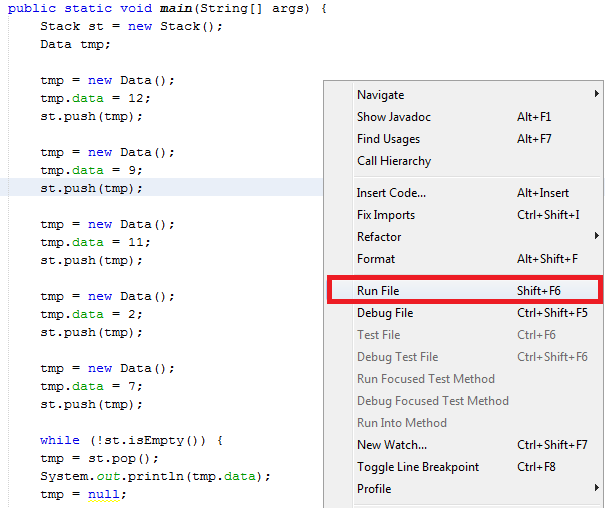 public static void main(String[] args) {
Stack st = new Stack();
Data tmp;
tmp = new Data();
tmp.data = 12;
st.push(tmp);
tmp = new Data();
tmp.data = 9;
st.push(tmp);
tmp = new Data();
tmp.data = 11;
st.push(tmp);
tmp = new Data();
tmp.data = 2;
st.push(tmp);
tmp = new Data();
tmp.data = 7;
st.push(tmp);
while (!st.isEmpty()) {
tmp = st.pop();
System.out.println(tmp.data);
tmp = null;
Navigate
Show Javadoc Alt+F1
Find Usages Alt+F7
Call Hierarchy
Insert Code... Alt+Insert
Fix Imports Ctrl+Shift+I
Refactor
Format Alt+Shift+F
Run File Shift+F6
Debug File Ctrl+Shift+F5
Test File Ctrl+F6
Debug Test File Ctrl+Shift+F6
Run Focused Test Method
Debug Focused Test Method
Run Into Method
New Watch... Ctrl+Shift+F7
Toggle Line Breakpoint Ctrl+F8
Profile